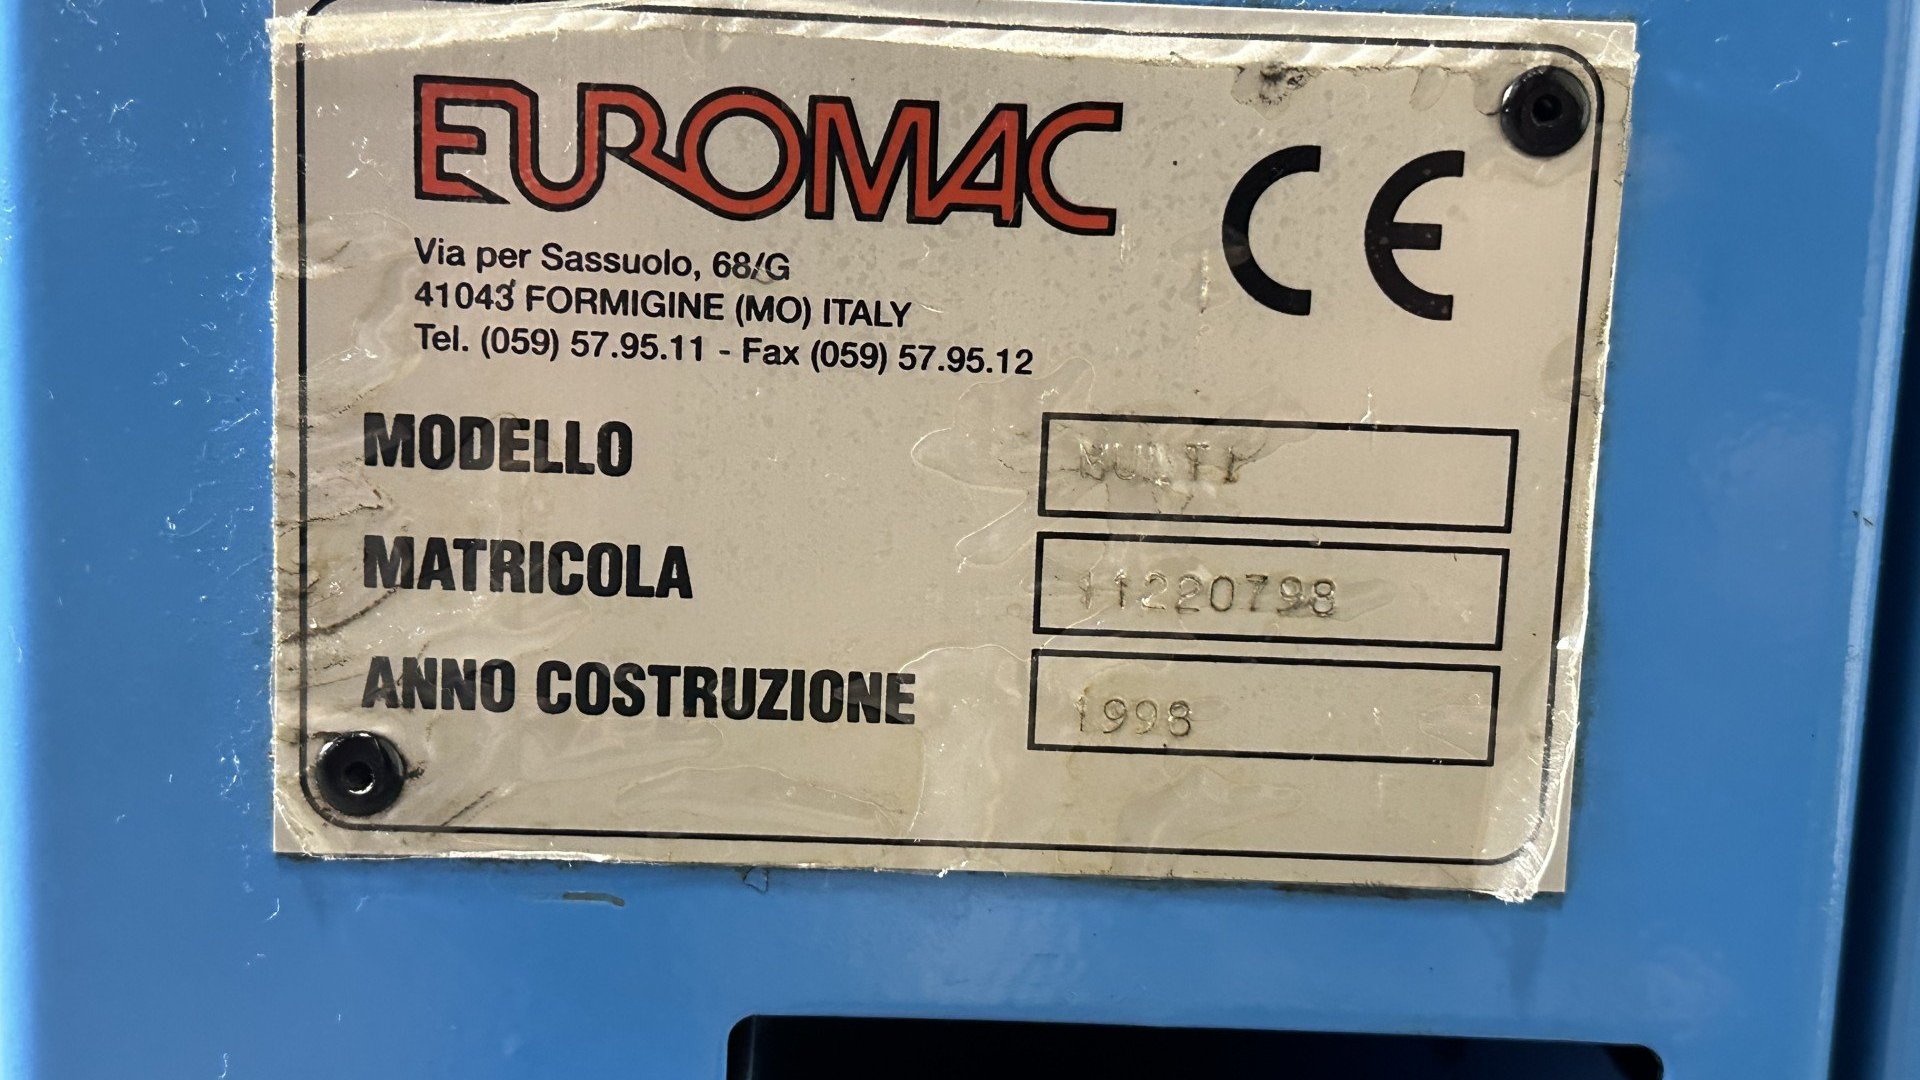 EUROMAC
CE
Via per Sassuolo, 68/G
41043 FORMIGINE (MO) ITALY
Tel. (059) 57.95.11 - Fax (059) 57.95.12
MODELLO MULTI
MATRICOLA 11220798
ANNO COSTRUZIONE 1998